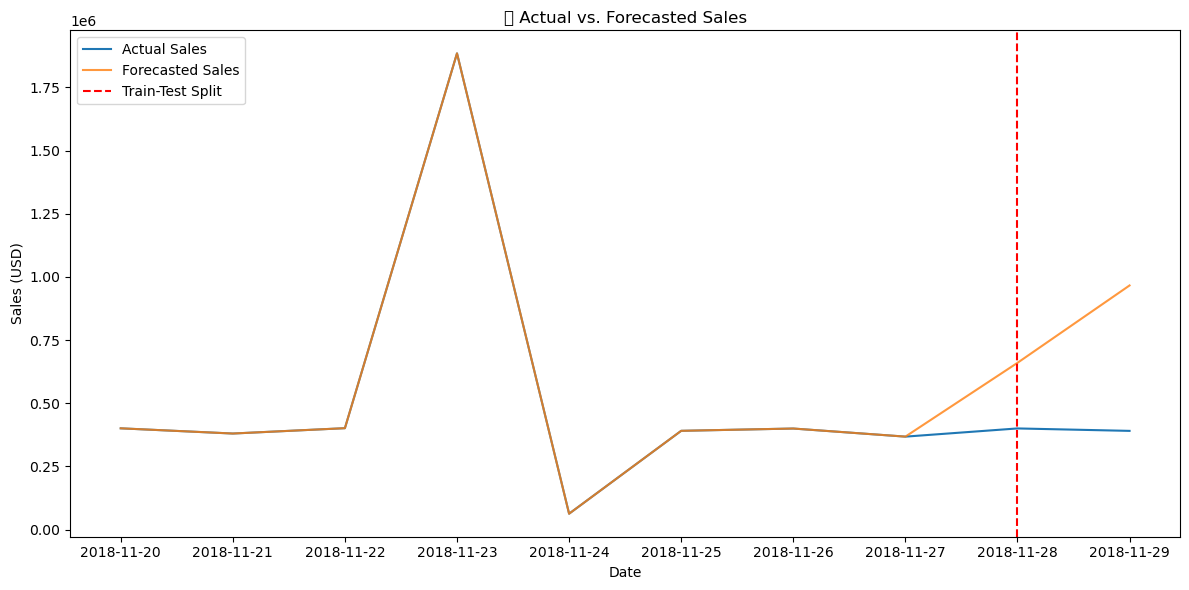 Actual vs. Forecasted Sales
1e6
Actual Sales
Forecasted Sales
Train-Test Split
1.75
1.50
1.25
1.00
0.75
0.50
0.25
0.00
Sales (USD)
2018-11-20 2018-11-21 2018-11-22 2018-11-23 2018-11-24 2018-11-25 2018-11-26 2018-11-27 2018-11-28 2018-11-29
Date